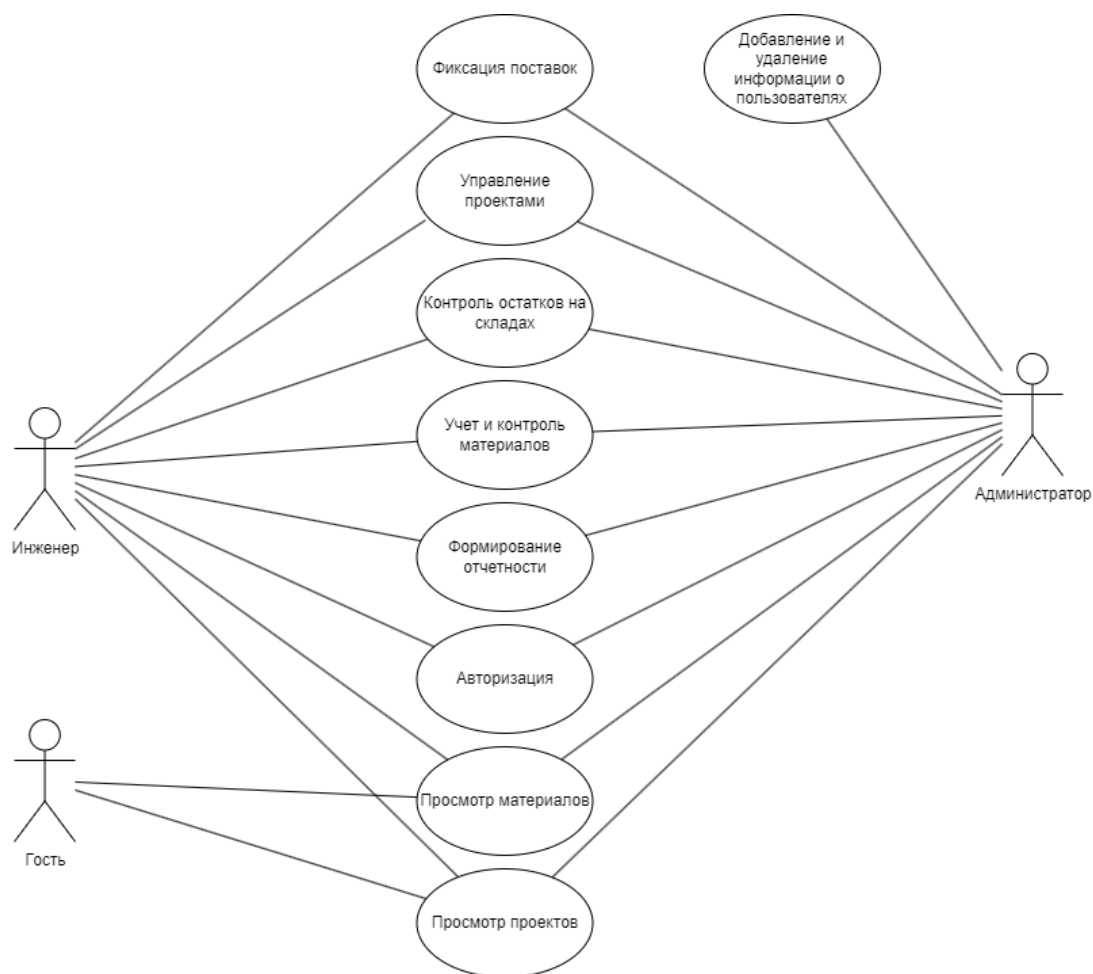 Фиксация поставок
Добавление и
удаление
информации о
пользователях
Управление
проектами
Контроль остатков на
складах
Учет и контроль
материалов
Администратор
Инженер
Формирование
отчетности
Авторизация
Просмотр материалов
Гость
Просмотр проектов